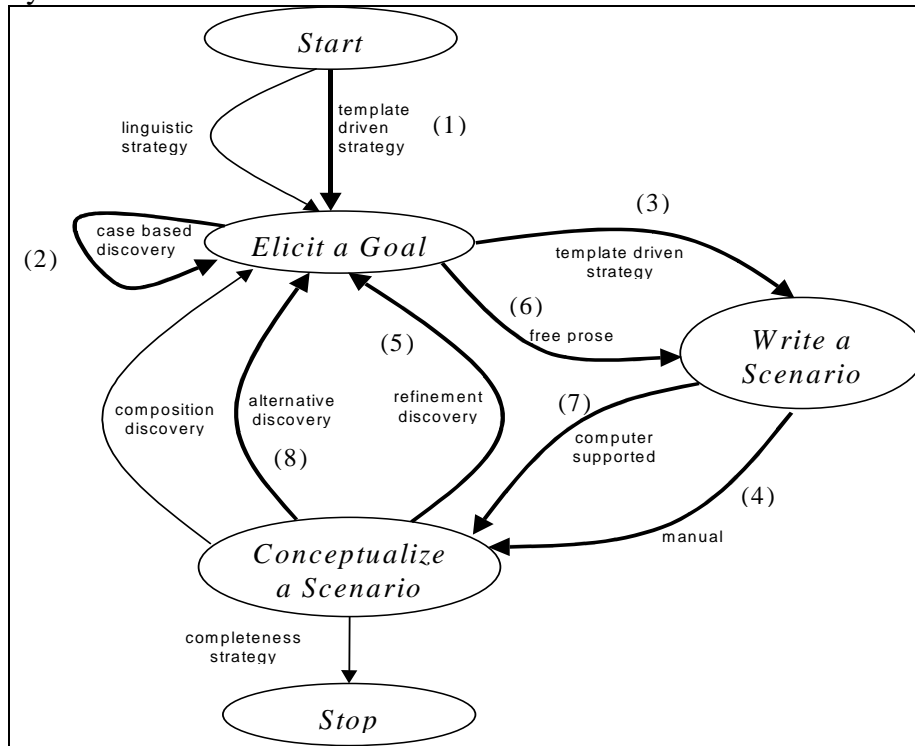 y
Start
linguistic
strategy
template
driven
strategy
(1)
(2)
case based
discovery
Elicit a Goal
(3)
template driven
strategy
(6)
free prose
Write a
Scenario
(5)
composition
discovery
alternative
discovery
refinement
discovery
(7)
computer
supported
(8)
(4)
manual
Conceptualize
a Scenario
completeness
strategy
Stop